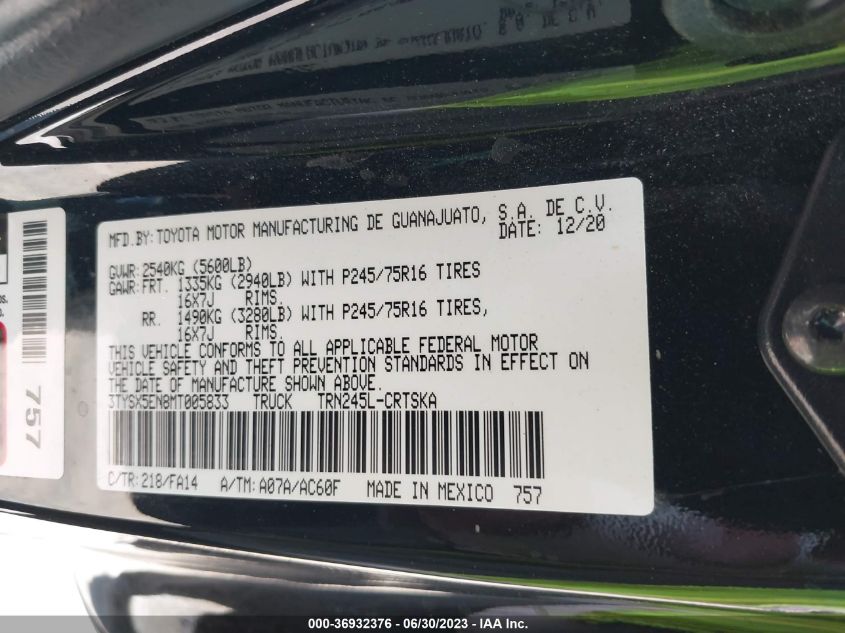 MFD.BY:TOYOTA MOTOR MANUFACTURING DE GUANAJUATO, S.A. DE C.V.
DATE: 12/20
GVWR:2540KG (5600LB)
GAWR:FRT. 1335KG (2940LB) WITH P245/75R16 TIRES
16X7J RIMS.
RR. 1490KG (3280LB) WITH P245/75R16 TIRES,
16X7J RIMS.
THIS VEHICLE CONFORMS TO ALL APPLICABLE FEDERAL MOTOR
VEHICLE SAFETY AND THEFT PREVENTION STANDARDS IN EFFECT ON
THE DATE OF MANUFACTURE SHOWN ABOVE.
3TYSX5EN8MT005833 TRUCK TRN245L-CRTSKA
C/TR:218/FA14 A/TM:A07A/AC60F MADE IN MEXICO 757
757
000-36932376 - 06/30/2023 - IAA Inc.